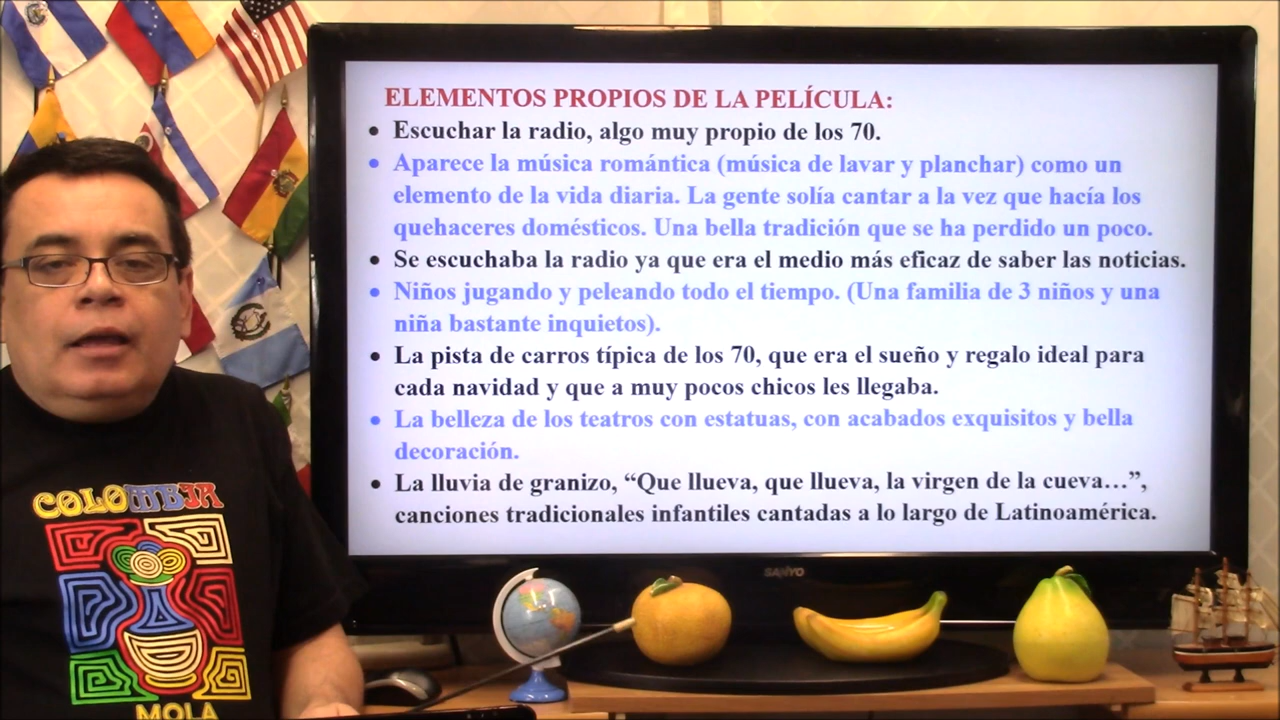 ELEMENTOS PROPIOS DE LA PELÍCULA:
• Escuchar la radio, algo muy propio de los 70.
• Aparece la música romántica (música de lavar y planchar) como un
elemento de la vida diaria. La gente solía cantar a la vez que hacía los
quehaceres domésticos. Una bella tradición que se ha perdido un poco.
• Se escuchaba la radio ya que era el medio más eficaz de saber las noticias.
• Niños jugando y peleando todo el tiempo. (Una familia de 3 niños y una
niña bastante inquietos).
• La pista de carros típica de los 70, que era el sueño y regalo ideal para
cada navidad y que a muy pocos chicos les llegaba.
• La belleza de los teatros con estatuas, con acabados exquisitos y bella
decoración.
• La lluvia de granizo, “Que llueva, que llueva, la virgen de la cueva…”,
canciones tradicionales infantiles cantadas a lo largo de Latinoamérica.
SANYO
COLOMBIA
MOLA